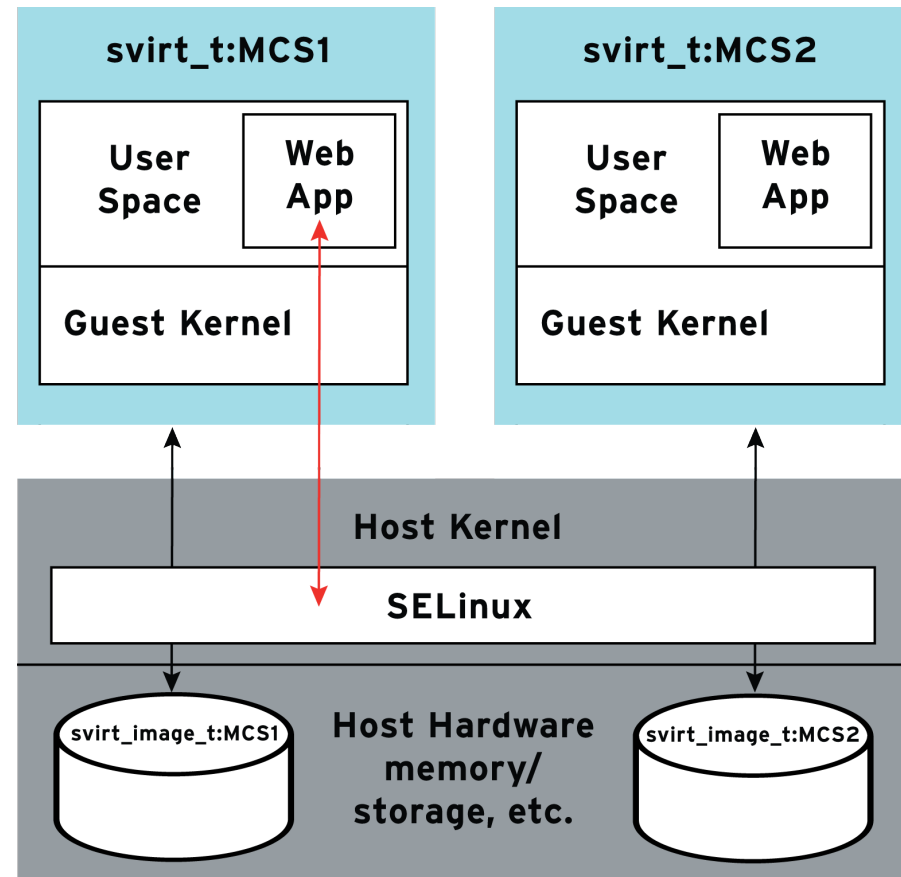 svirt_t:MCS1
User
Space
Web
App
Guest Kernel
svirt_t:MCS2
User
Space
Web
App
Guest Kernel
Host Kernel
SELinux
svirt_image_t:MCS1
Host Hardware
memory/
storage, etc.
svirt_image_t:MCS2